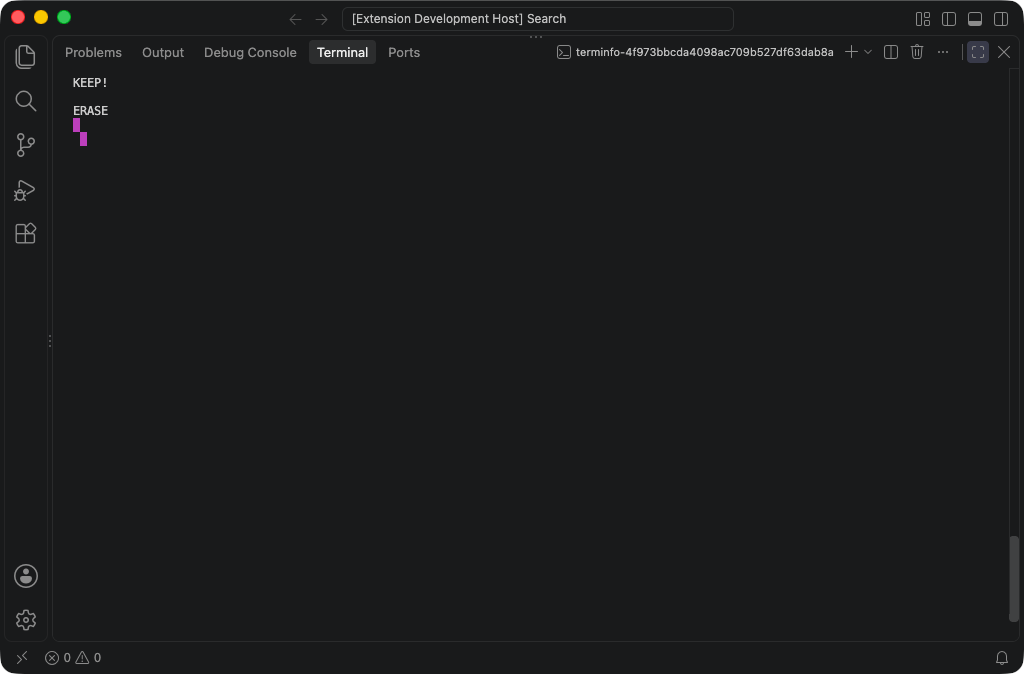 [Extension Development Host] Search
Problems Output Debug Console Terminal Ports
terminfo-4f973bbcda4098ac709b527df63dab8a
KEEP!
ERASE
0 0